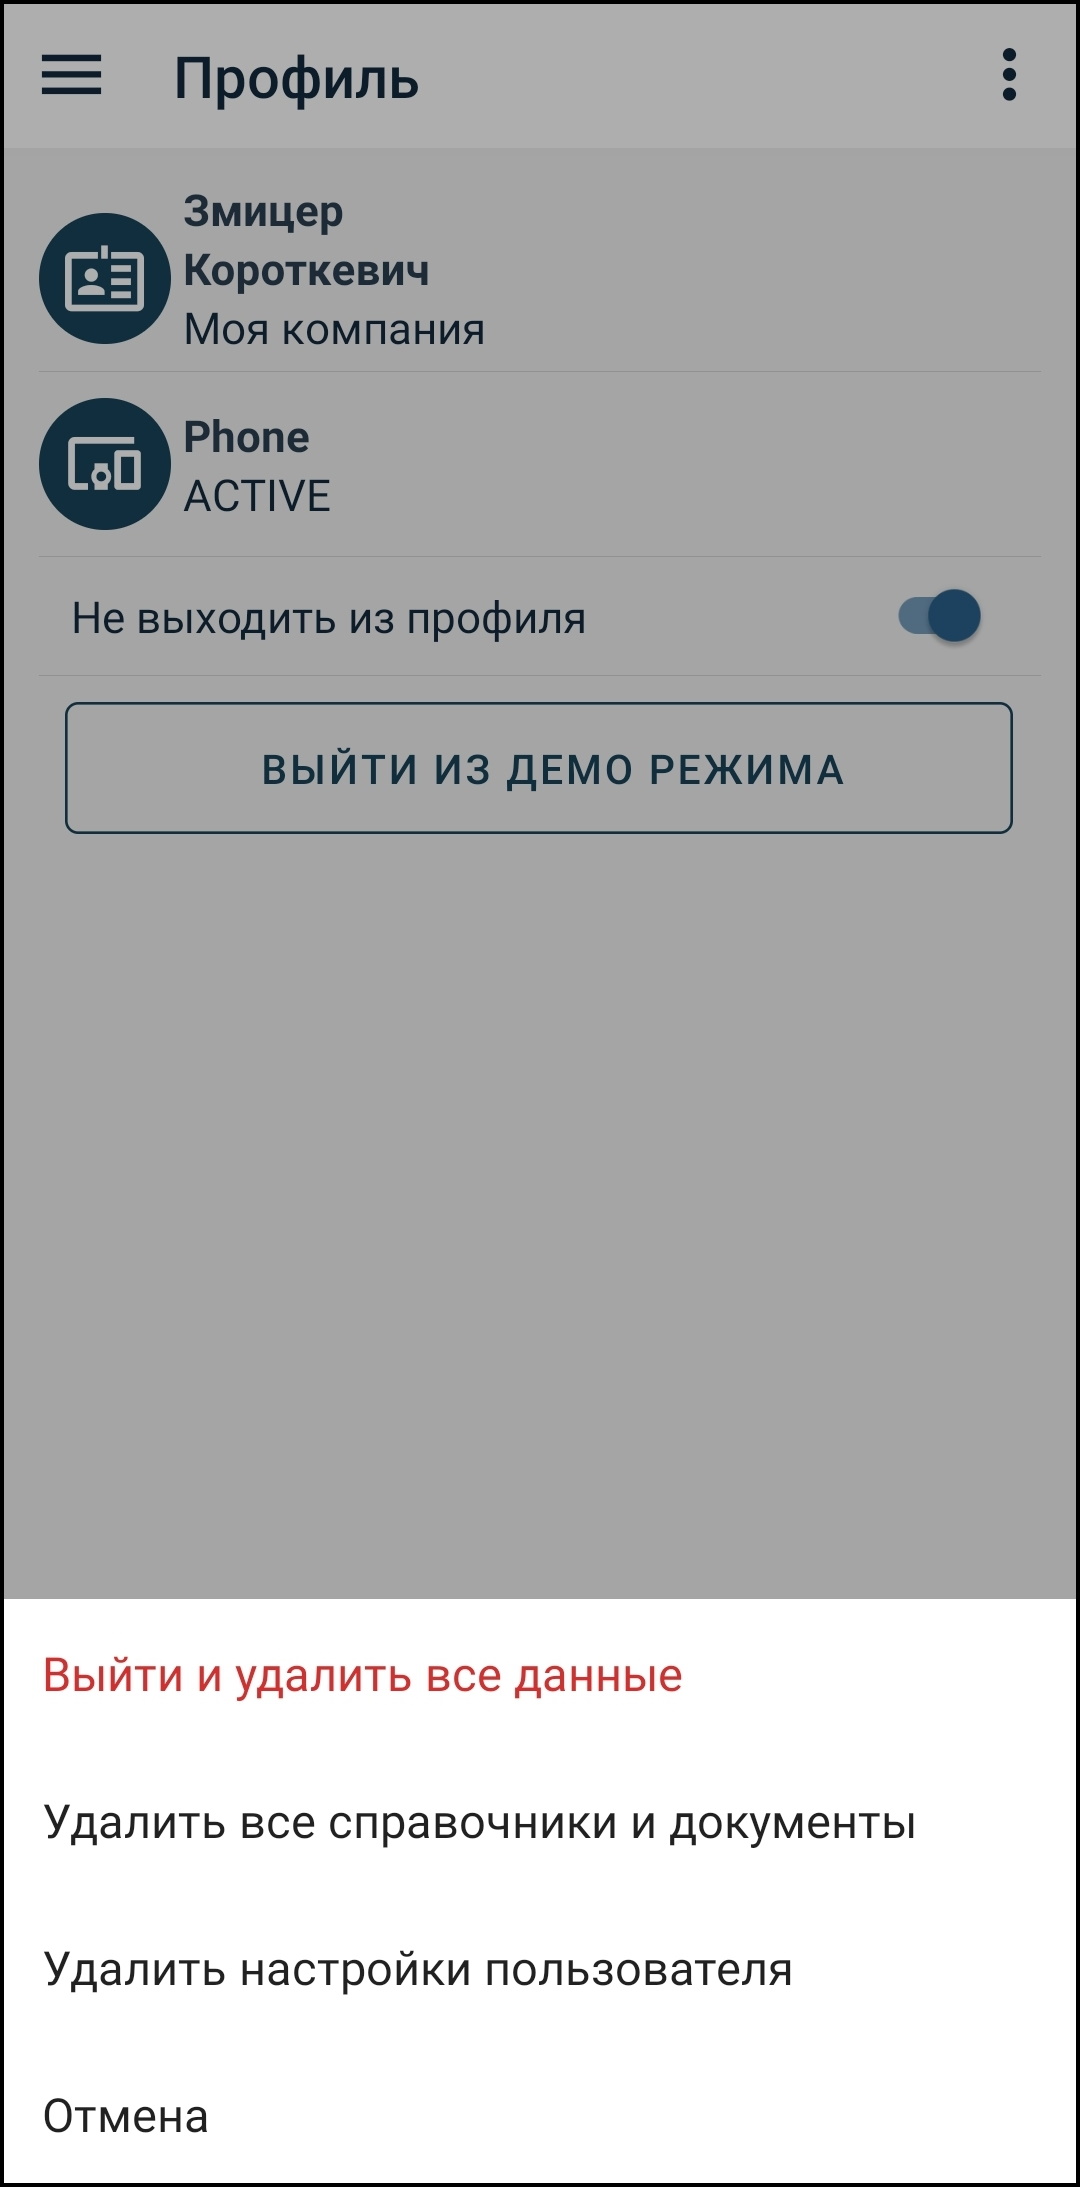 Профиль
Змицер
Короткевич
Моя компания
Phone
ACTIVE
Не выходить из профиля
ВЫЙТИ ИЗ ДЕМО РЕЖИМА
Выйти и удалить все данные
Удалить все справочники и документы
Удалить настройки пользователя
Отмена